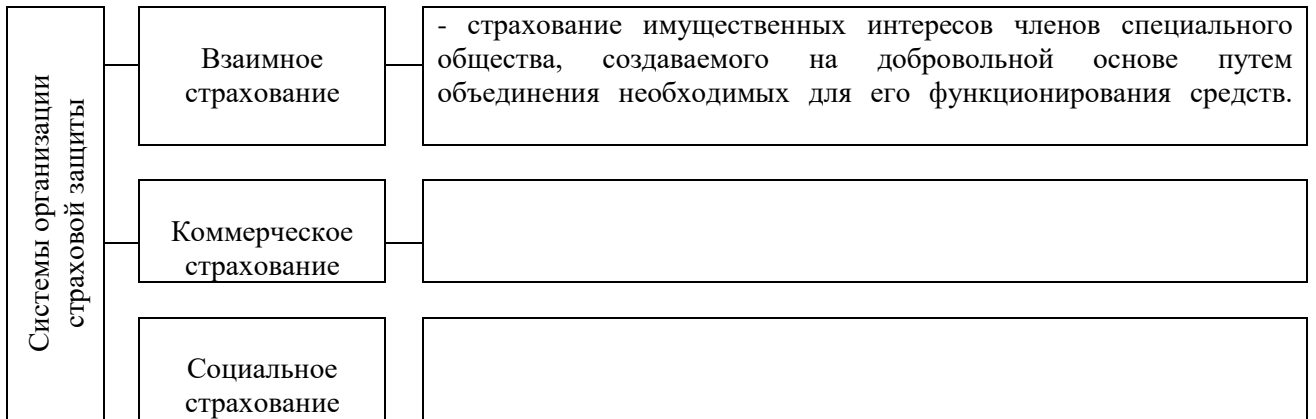 Системы организации
страховой защиты
Взаимное
страхование
- страхование имущественных интересов членов специального
общества, создаваемого на добровольной основе путем
объединения необходимых для его функционирования средств.
Коммерческое
страхование
Социальное
страхование